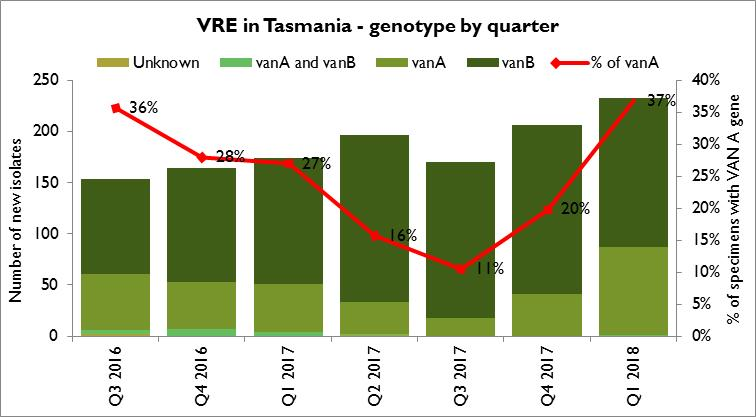 VRE in Tasmania - genotype by quarter
Unknown vanA and vanB vanA vanB % of vanA
Number of new isolates
250
200
150
100
50
0
36%
28%
27%
16%
11%
20%
37%
40%
35%
30%
25%
20%
15%
10%
5%
0%
% of specimens with VAN A gene
Q3 2016
Q4 2016
Q1 2017
Q2 2017
Q3 2017
Q4 2017
Q1 2018